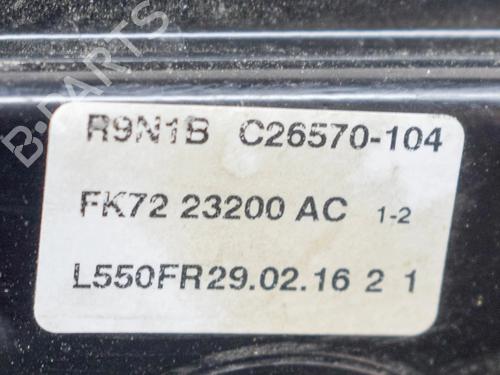 B-PARTS
R9N1B C26570-104
FK72 23200 AC 1-2
L550FR29.02.16 2 1